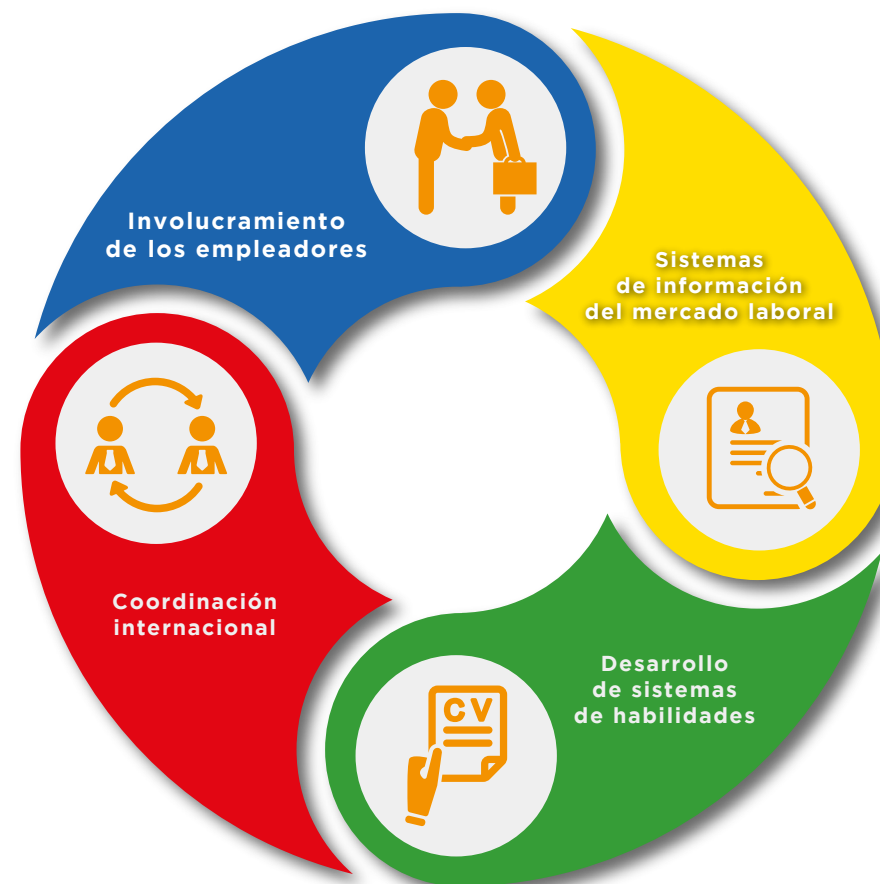 Involucramiento
de los empleadores
Sistemas
de información
del mercado laboral
Desarrollo
de sistemas
de habilidades
CV
Coordinación
internacional